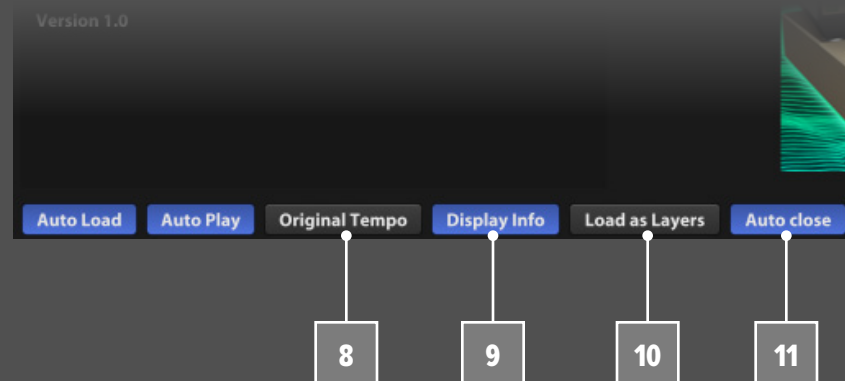 Version 1.0
Auto Load Auto Play Original Tempo Display Info Load as Layers Auto close
8 9 10 11